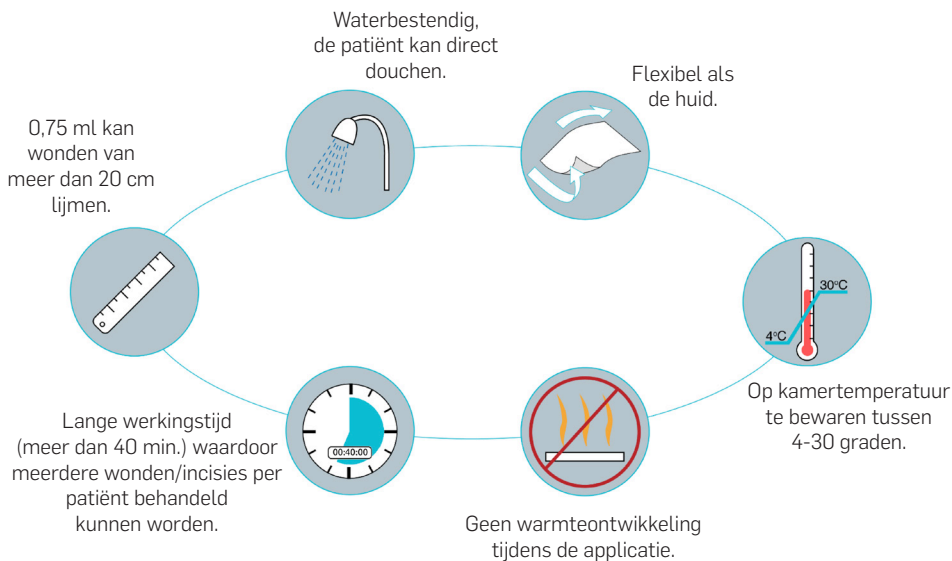 Waterbestendig,
de patiënt kan direct
douchen.
Flexibel als
de huid.
0,75 ml kan
wonden van
meer dan 20 cm
lijmen.
30°C
4°C
Op kamertemperatuur
te bewaren tussen
4-30 graden.
Lange werkingstijd
(meer dan 40 min.) waardoor
meerdere wonden/incisies per
patiënt behandeld
kunnen worden.
00:40:00
Geen warmteontwikkeling
tijdens de applicatie.